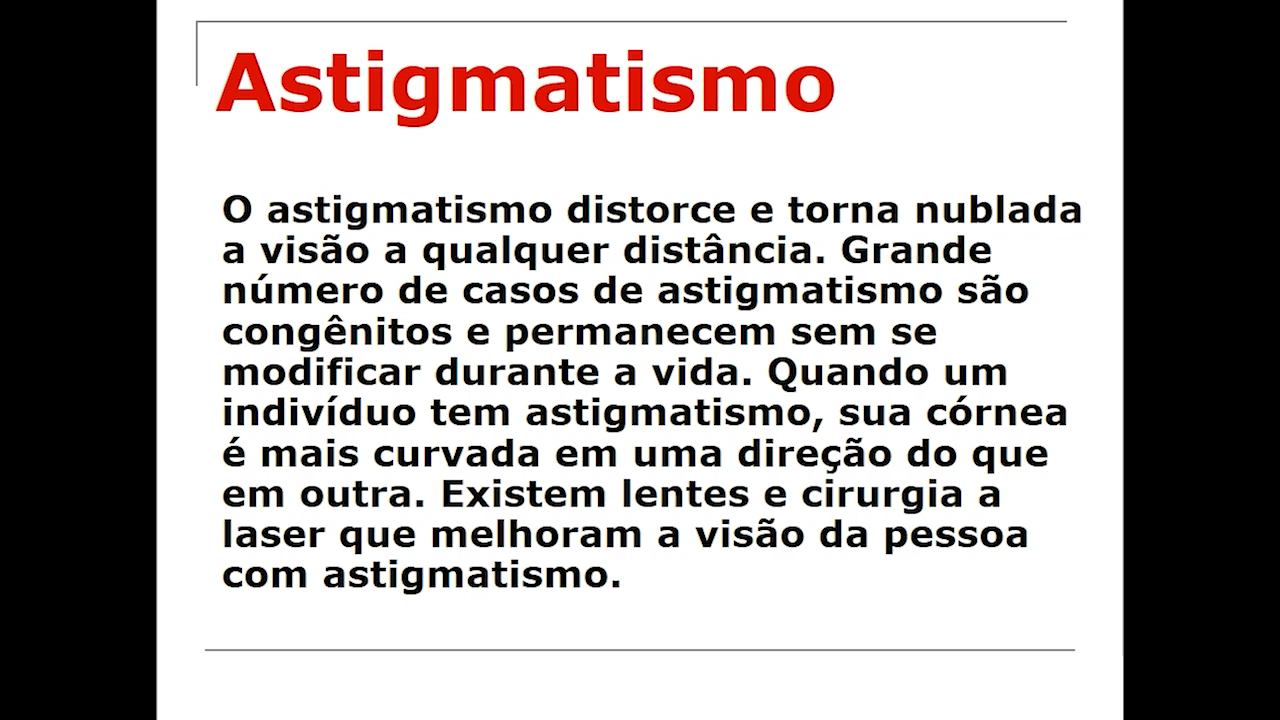 Astigmatismo
O astigmatismo distorce e torna nublada
a visão a qualquer distância. Grande
número de casos de astigmatismo são
congênitos e permanecem sem se
modificar durante a vida. Quando um
indivíduo tem astigmatismo, sua córnea
é mais curvada em uma direção do que
em outra. Existem lentes e cirurgia a
laser que melhoram a visão da pessoa
com astigmatismo.